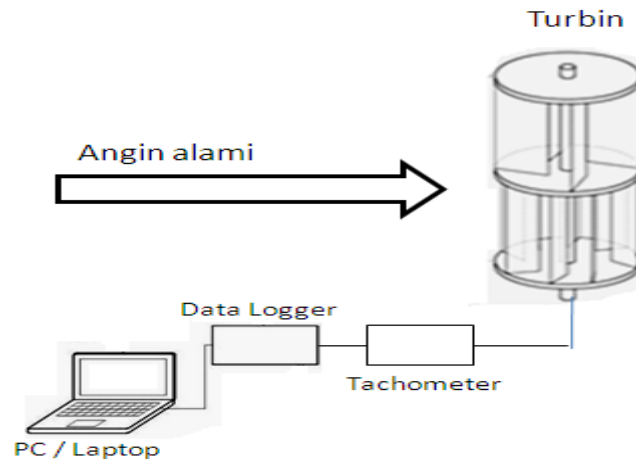 Turbin
Angin alami
Data Logger
Tachometer
PC / Laptop